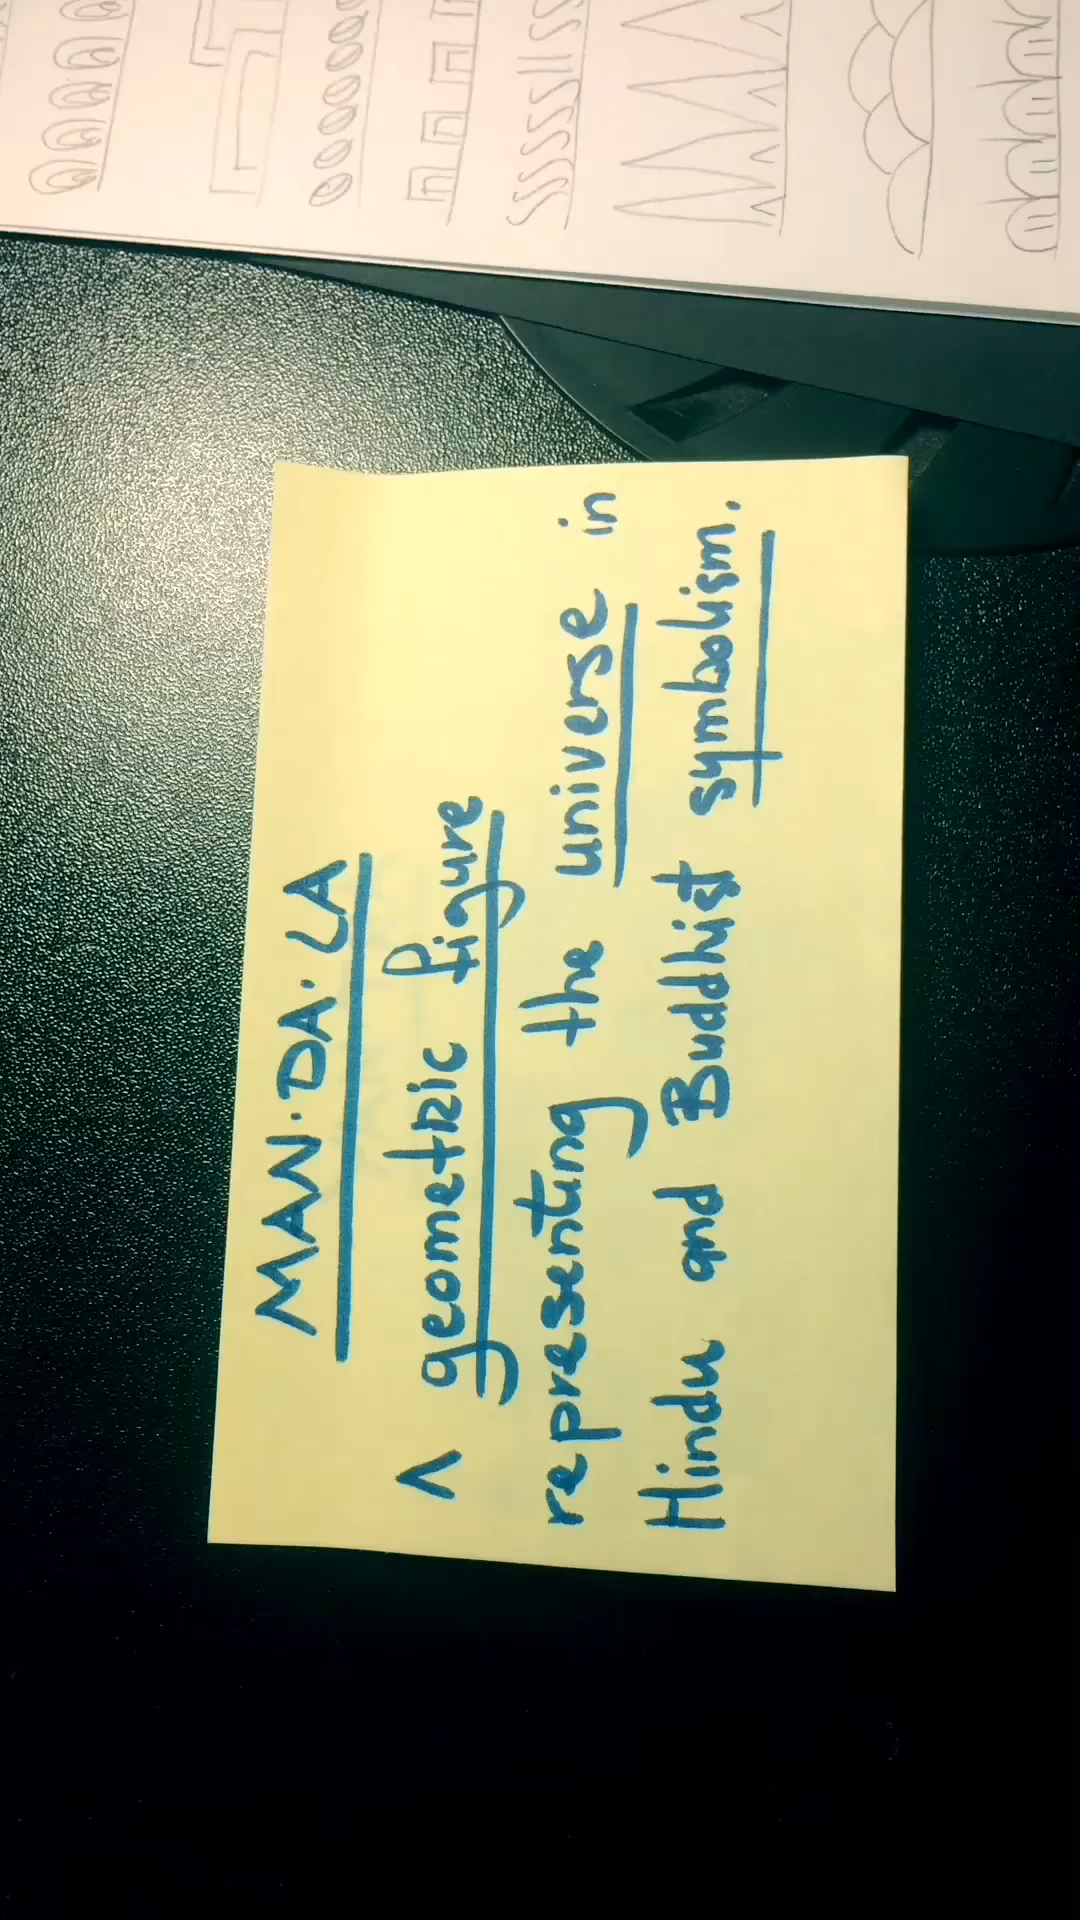 MAN·DA·LA
A geometric figure
representing the universe in
Hindu and Buddhist symbolism.